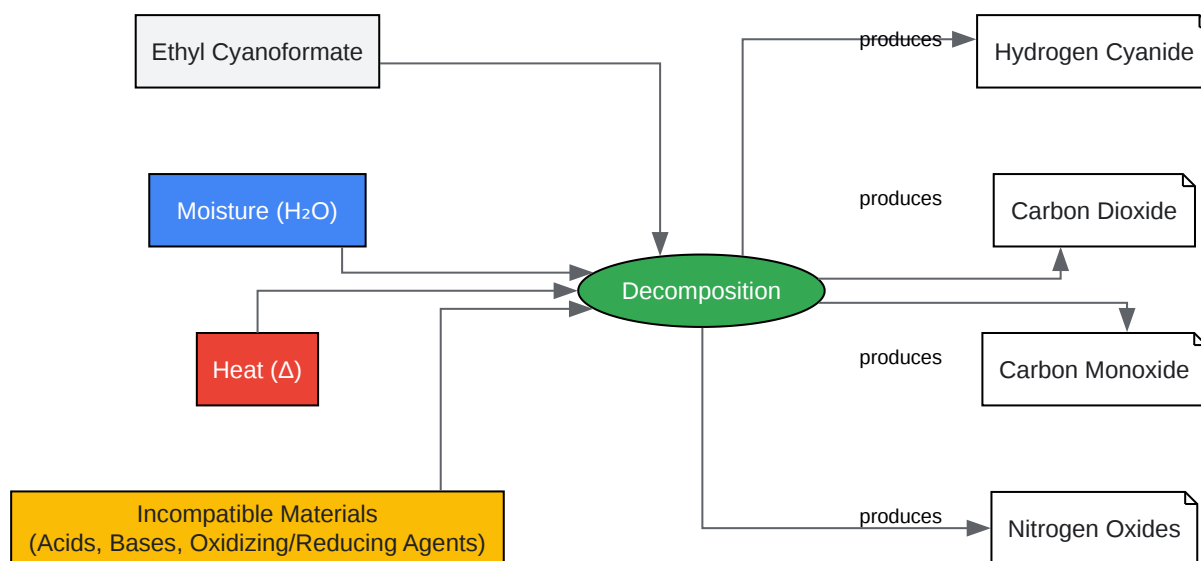 Ethyl Cyanoformate
produces
Hydrogen Cyanide
Moisture (H₂O)
produces
Carbon Dioxide
Decomposition
Heat (Δ)
produces
Carbon Monoxide
Incompatible Materials
(Acids, Bases, Oxidizing/Reducing Agents)
produces
Nitrogen Oxides